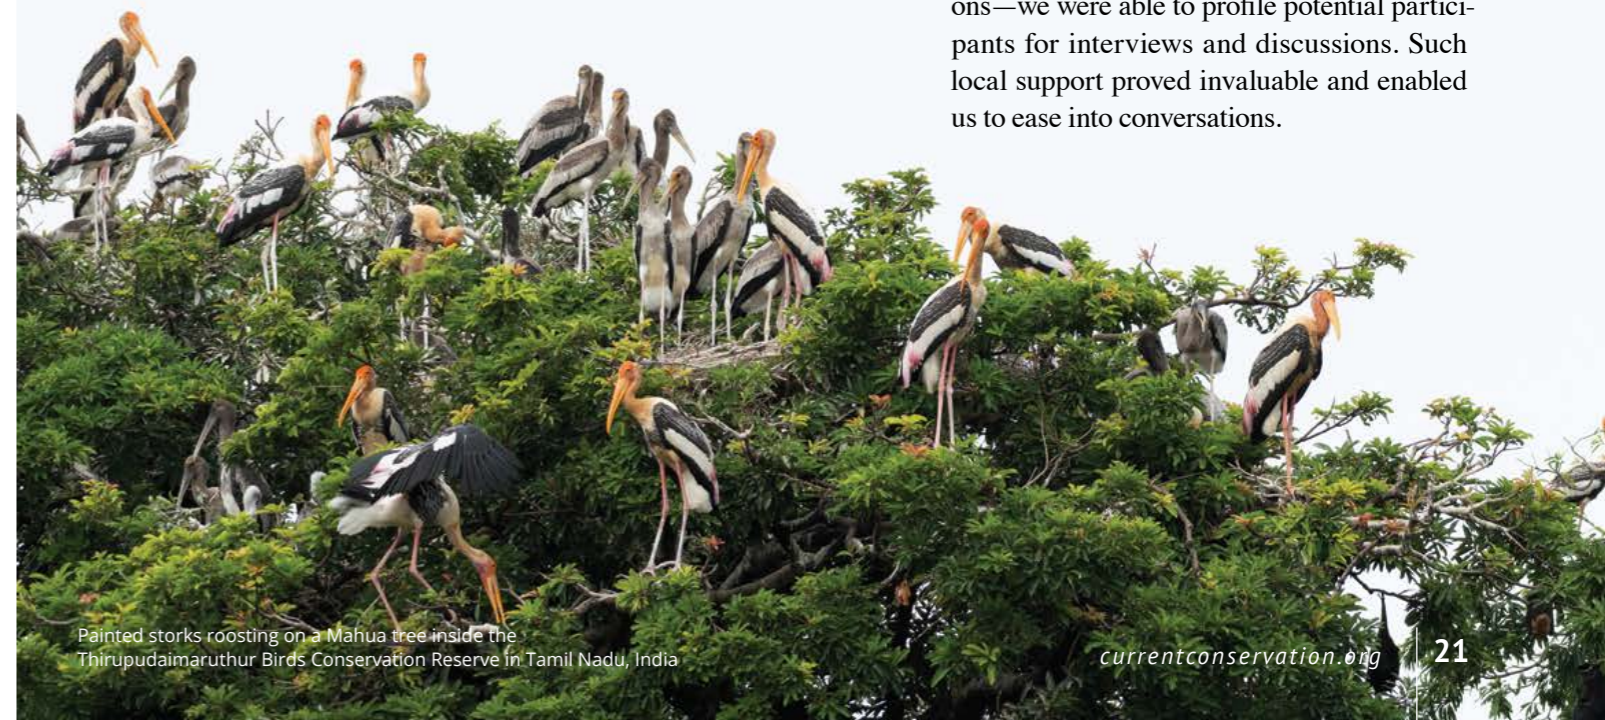 ons—we were able to profile potential partici-
pants for interviews and discussions. Such
local support proved invaluable and enabled
us to ease into conversations.
Painted storks roosting on a Mahua tree inside the
Thirupudaimaruthur Birds Conservation Reserve in Tamil Nadu, India
currentconservation.org
21